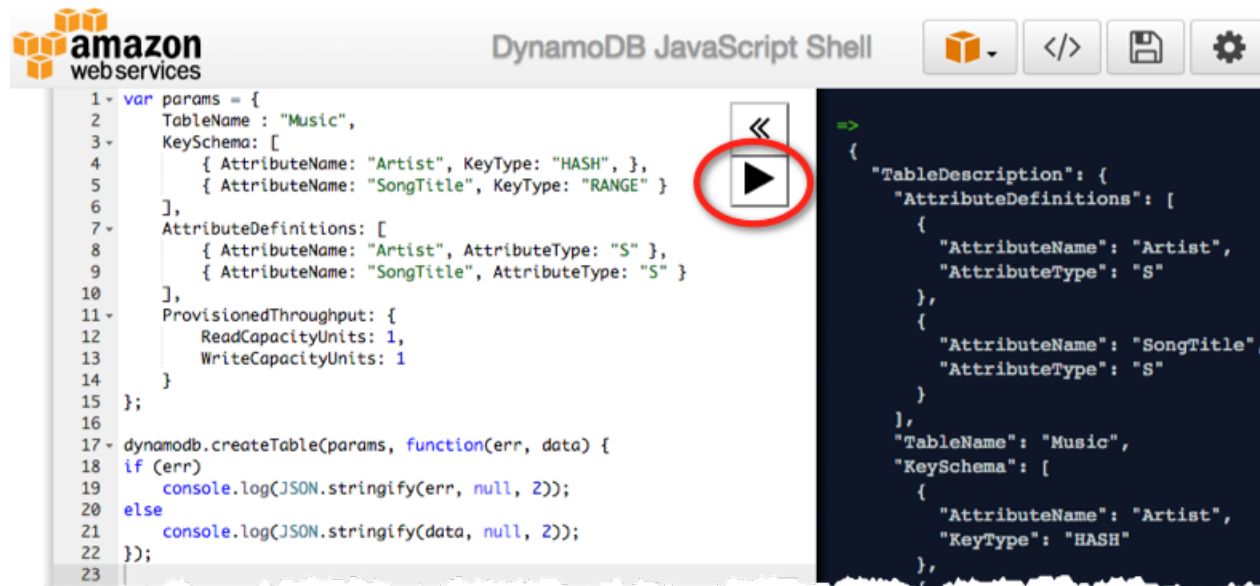 amazon
webservices
DynamoDB JavaScript Shell
</>
1 var params = {
2 TableName : "Music",
3 KeySchema: [
4 { AttributeName: "Artist", KeyType: "HASH", },
5 { AttributeName: "SongTitle", KeyType: "RANGE" }
6 ],
7 AttributeDefinitions: [
8 { AttributeName: "Artist", AttributeType: "S" },
9 { AttributeName: "SongTitle", AttributeType: "S" }
10 ],
11 ProvisionedThroughput: {
12 ReadCapacityUnits: 1,
13 WriteCapacityUnits: 1
14 }
15 };
16
17 dynamodb.createTable(params, function(err, data) {
18 if (err)
19 console.log(JSON.stringify(err, null, 2));
20 else
21 console.log(JSON.stringify(data, null, 2));
22 });
23
«
=>
{
"TableDescription": {
"AttributeDefinitions": [
{
"AttributeName": "Artist",
"AttributeType": "S"
},
{
"AttributeName": "SongTitle",
"AttributeType": "S"
}
],
"TableName": "Music",
"KeySchema": [
{
"AttributeName": "Artist",
"KeyType": "HASH"
},